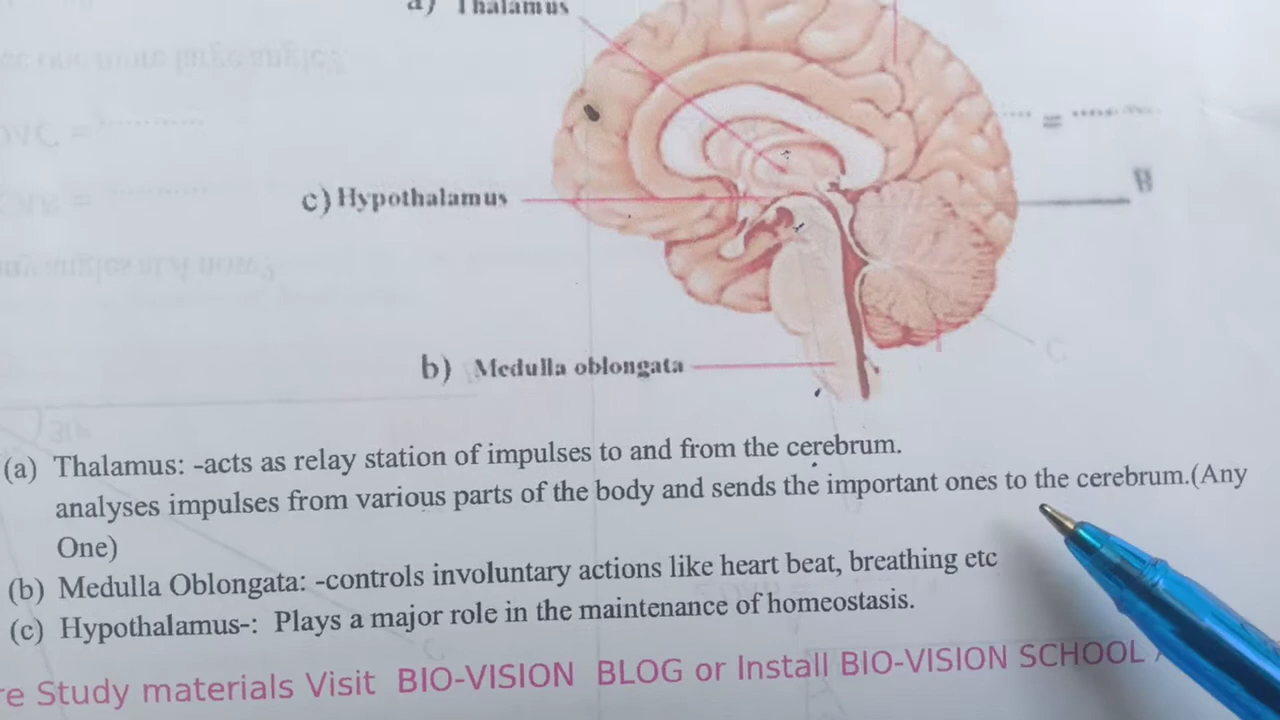 a) Thalamus
c) Hypothalamus
B
b) Medulla oblongata
(a) Thalamus: -acts as relay station of impulses to and from the cerebrum.
analyses impulses from various parts of the body and sends the important ones to the cerebrum.(Any
One)
(b) Medulla Oblongata: -controls involuntary actions like heart beat, breathing etc
(c) Hypothalamus-: Plays a major role in the maintenance of homeostasis.
e Study materials Visit BIO-VISION BLOG or Install BIO-VISION SCHOOL